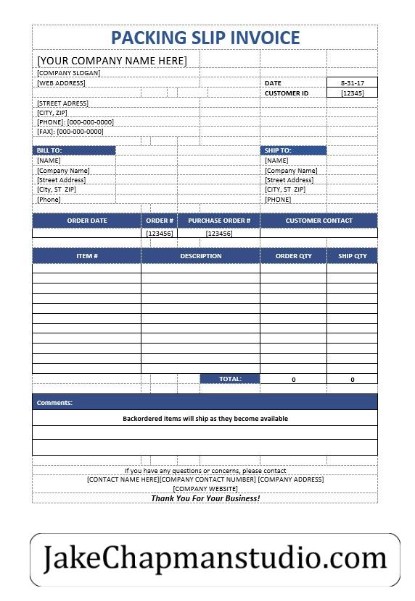 PACKING SLIP INVOICE
[YOUR COMPANY NAME HERE]
[COMPANY SLOGAN]
[WEB ADDRESS] DATE 8-31-17
CUSTOMER ID [12345]
[STREET ADRESS]
[CITY, ZIP]
[PHONE]: [000-000-0000]
[FAX]: [000-000-0000]
BILL TO: SHIP TO:
[NAME] [NAME]
[Company Name] [Company Name]
[Street Address] [Street Address]
[City, ST ZIP] [City, ST ZIP]
[Phone] [PHONE]
ORDER DATE ORDER # PURCHASE ORDER # CUSTOMER CONTACT
[123456] [123456]
ITEM # DESCRIPTION ORDER QTY SHIP QTY
TOTAL: 0 0
Comments:
Backordered items will ship as they become available
If you have any questions or concerns, please contact
[CONTACT NAME HERE][COMPANY CONTACT NUMBER] [COMPANY ADDRESS]
[COMPANY WEBSITE]
Thank You For Your Business!
JakeChapmanstudio.com